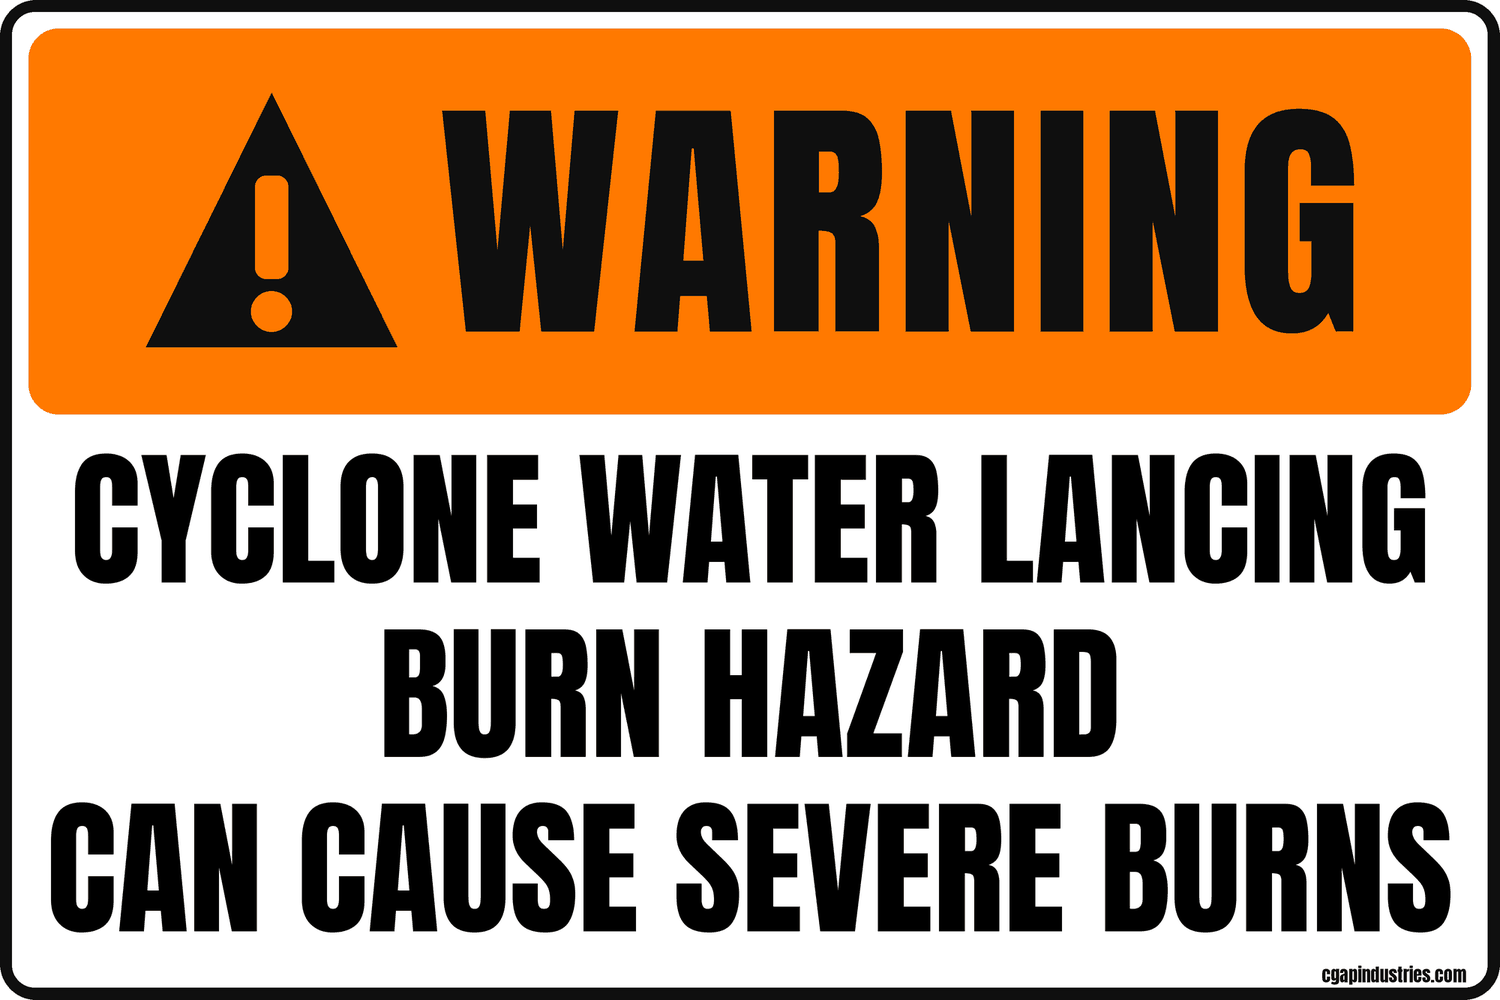 WARNING
CYCLONE WATER LANCING
BURN HAZARD
CAN CAUSE SEVERE BURNS
cgapindustries.com